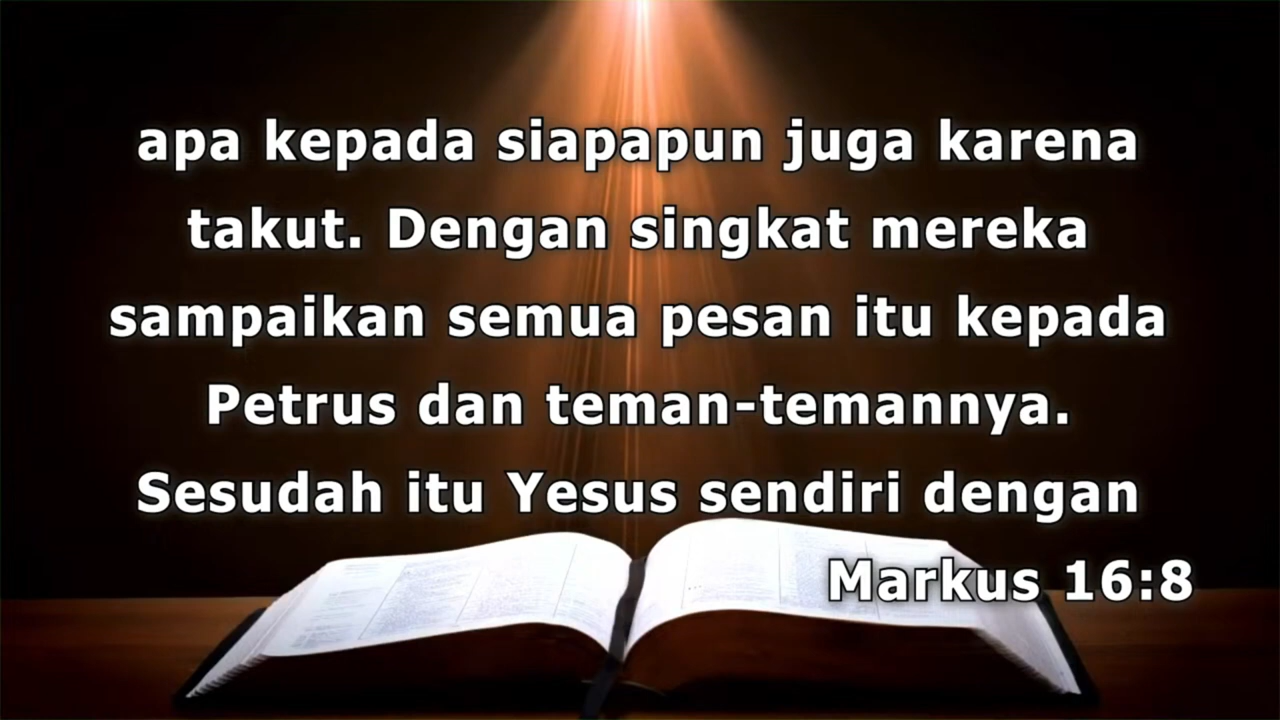 apa kepada siapapun juga karena
takut. Dengan singkat mereka
sampaikan semua pesan itu kepada
Petrus dan teman-temannya.
Sesudah itu Yesus sendiri dengan
Markus 16:8